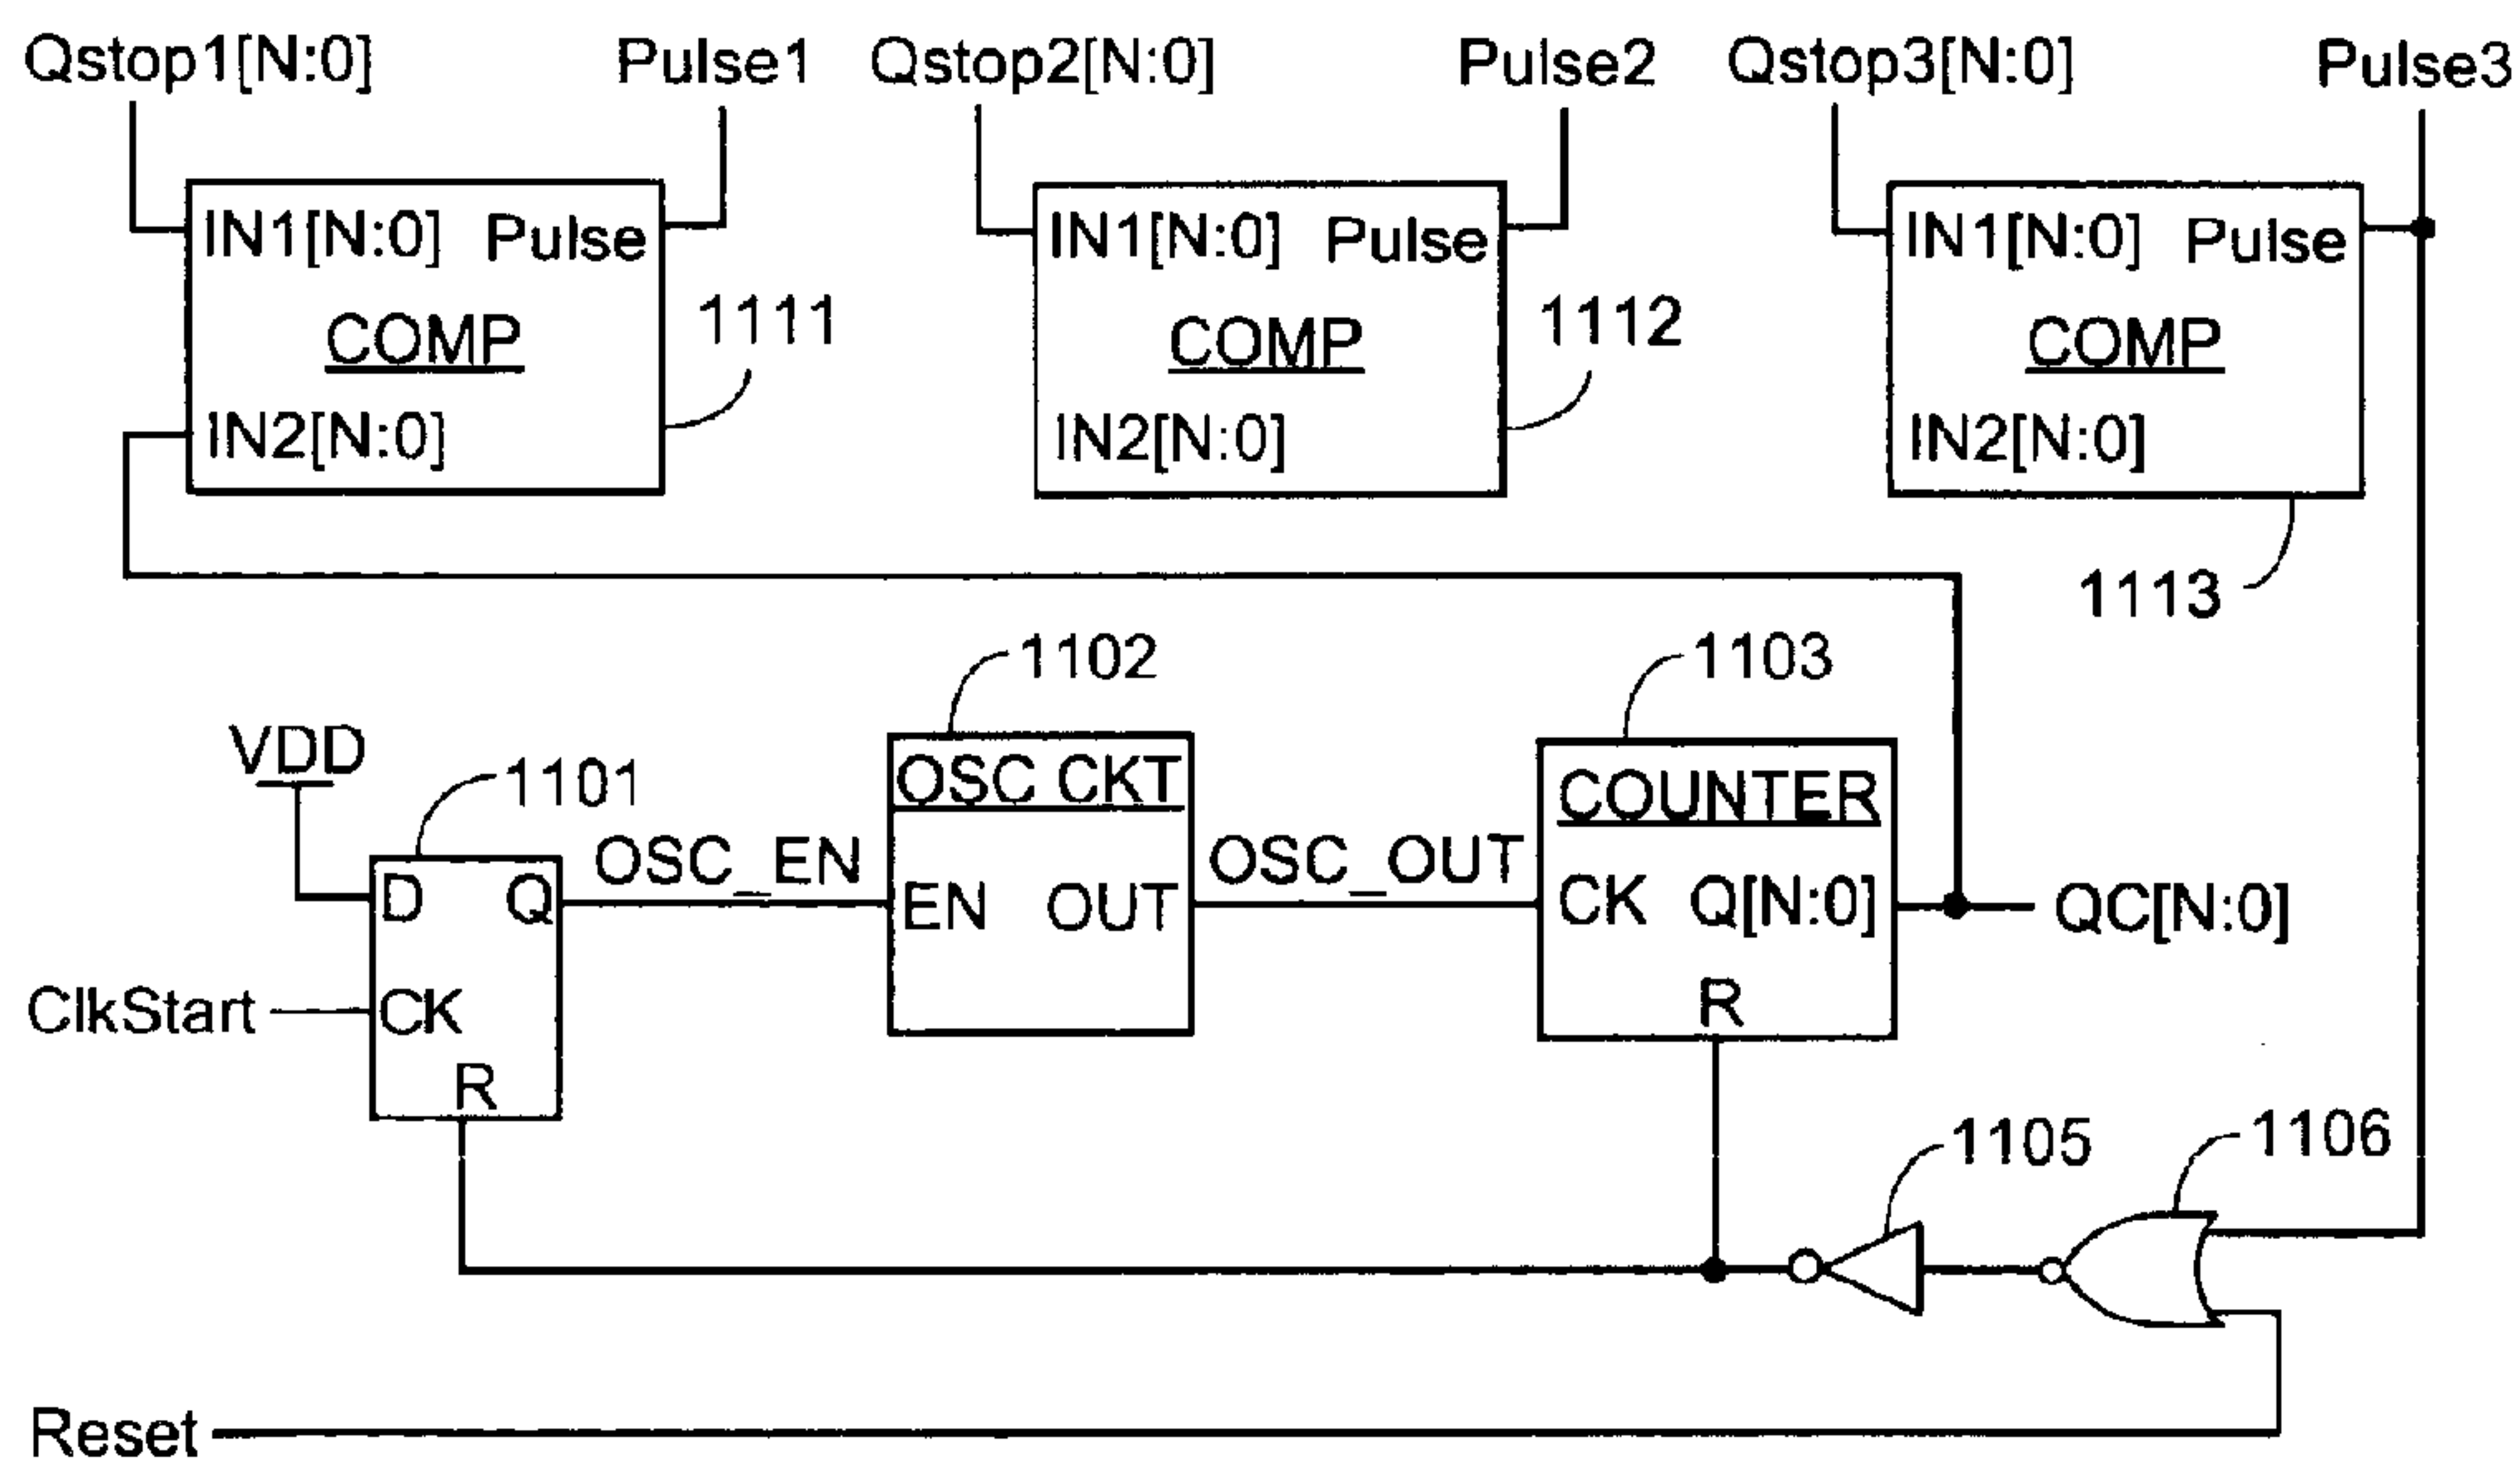 Qstop1[N:0] Pulse1 Qstop2[N:0] Pulse2 Qstop3[N:0] Pulse3
IN1[N:0] Pulse IN1[N:0] Pulse IN1[N:0] Pulse
COMP 1111 COMP 1112 COMP
IN2[N:0] IN2[N:0] IN2[N:0]
1113
1102 1103
VDD 1101 OSC CKT COUNTER
D Q OSC_EN EN OUT OSC_OUT CK Q[N:0] QC[N:0]
ClkStart CK R
R
1105 1106
Reset